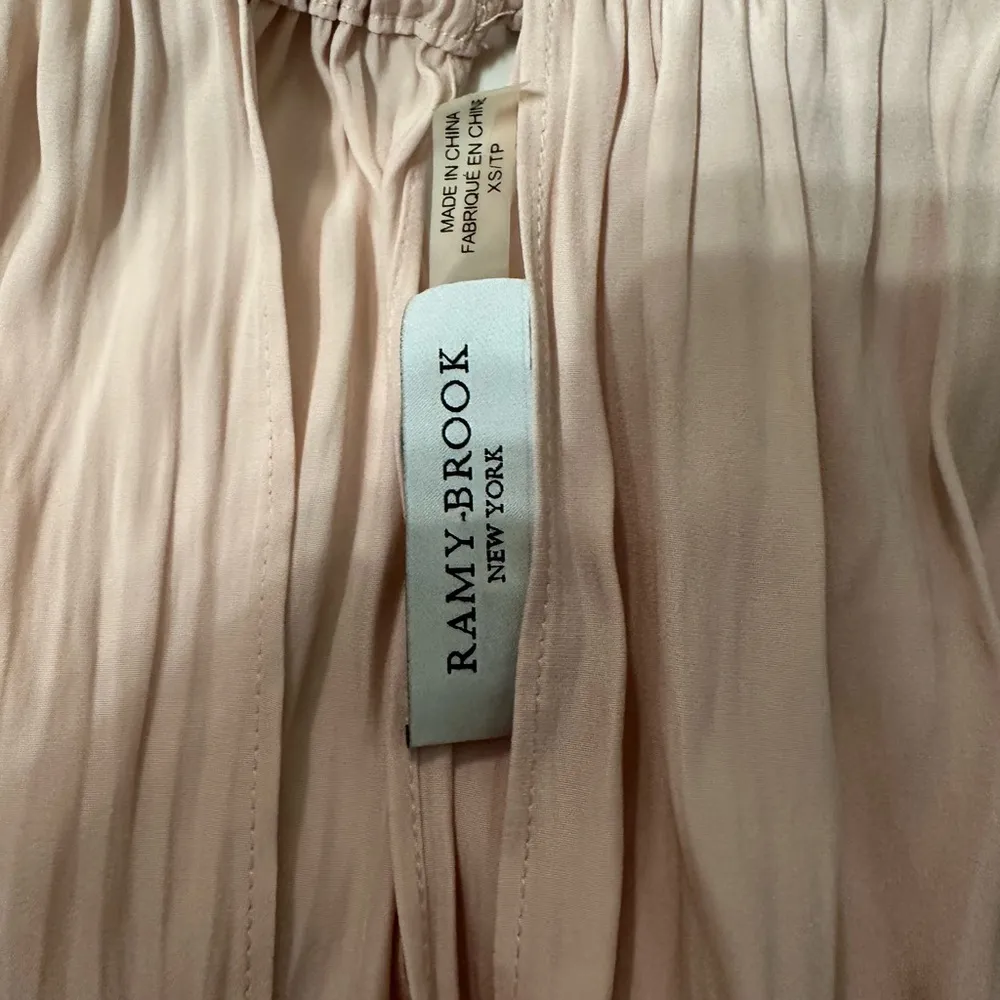 MADE IN CHINA
FABRIQUÉ EN CHINE
XS/TP
RAMY-BROOK
NEW YORK